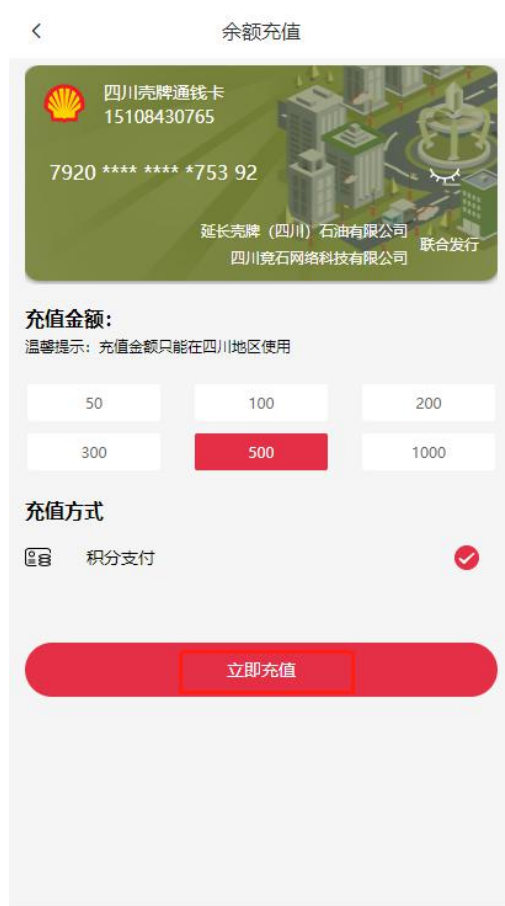 余额充值
四川壳牌通钱卡
15108430765
7920 **** **** *753 92
延长壳牌（四川）石油有限公司
四川竞石网络科技有限公司
联合发行
充值金额：
温馨提示：充值金额只能在四川地区使用
50 100 200
300 500 1000
充值方式
积分支付
立即充值